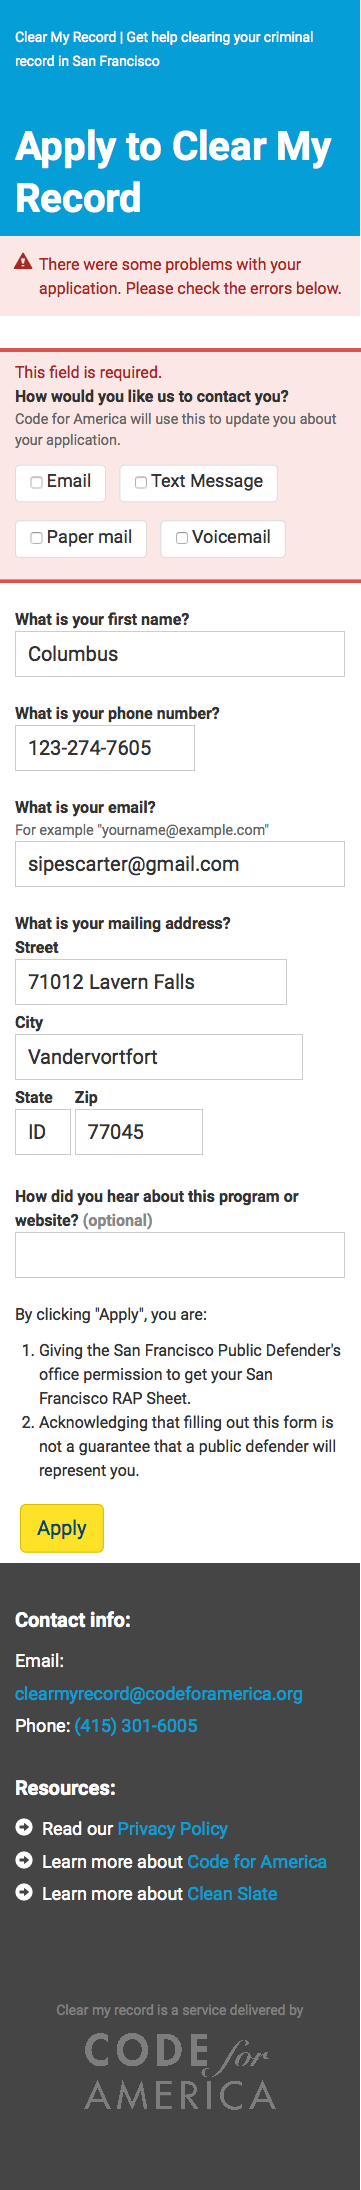 Clear My Record | Get help clearing your criminal
record in San Francisco
Apply to Clear My
Record
There were some problems with your
application. Please check the errors below.
This field is required.
How would you like us to contact you?
Code for America will use this to update you about
your application.
Email Text Message
Paper mail Voicemail
What is your first name?
Columbus
What is your phone number?
123-274-7605
What is your email?
For example "yourname@example.com"
sipescarter@gmail.com
What is your mailing address?
Street
71012 Lavern Falls
City
Vandervortfort
State Zip
ID 77045
How did you hear about this program or
website? (optional)
By clicking "Apply", you are:
1. Giving the San Francisco Public Defender's
office permission to get your San
Francisco RAP Sheet.
2. Acknowledging that filling out this form is
not a guarantee that a public defender will
represent you.
Apply
Contact info:
Email:
clearmyrecord@codeforamerica.org
Phone: (415) 301-6005
Resources:
Read our Privacy Policy
Learn more about Code for America
Learn more about Clean Slate
Clear my record is a service delivered by
CODE for
AMERICA